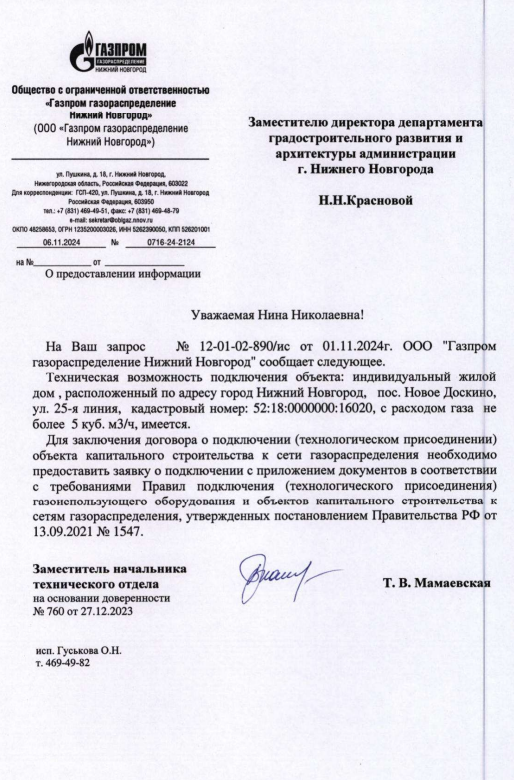 ГАЗПРОМ
ГАЗОРАСПРЕДЕЛЕНИЕ
НИЖНИЙ НОВГОРОД
Общество с ограниченной ответственностью
«Газпром газораспределение
Нижний Новгород»
(ООО «Газпром газораспределение
Нижний Новгород»)
ул. Пушкина, д. 18, г. Нижний Новгород,
Нижегородская область, Российская Федерация, 603022
Для корреспонденции: ГСП-420, ул. Пушкина, д. 18, г. Нижний Новгород
Российская Федерация, 603950
тел.: +7 (831) 469-49-51, факс: +7 (831) 469-48-79
e-mail: sekretar@oblgaz.nnov.ru
ОКПО 48258653, ОГРН 1235200003026, ИНН 5262390050, КПП 526201001
06.11.2024 № 0716-24-2124
на № от
О предоставлении информации
Заместителю директора департамента
градостроительного развития и
архитектуры администрации
г. Нижнего Новгорода
Н.Н.Красновой
Уважаемая Нина Николаевна!
На Ваш запрос № 12-01-02-890/ис от 01.11.2024г. ООО "Газпром
газораспределение Нижний Новгород" сообщает следующее.
Техническая возможность подключения объекта: индивидуальный жилой
дом , расположенный по адресу город Нижний Новгород, пос. Новое Доскино,
ул. 25-я линия, кадастровый номер: 52:18:0000000:16020, с расходом газа не
более 5 куб. м3/ч, имеется.
Для заключения договора о подключении (технологическом присоединении)
объекта капитального строительства к сети газораспределения необходимо
предоставить заявку о подключении с приложением документов в соответствии
с требованиями Правил подключения (технологического присоединения)
газоиспользующего оборудования и объектов капитального строительства к
сетям газораспределения, утвержденных постановлением Правительства РФ от
13.09.2021 № 1547.
Заместитель начальника
технического отдела
на основании доверенности
№ 760 от 27.12.2023
Т. В. Мамаевская
исп. Гуськова О.Н.
т. 469-49-82